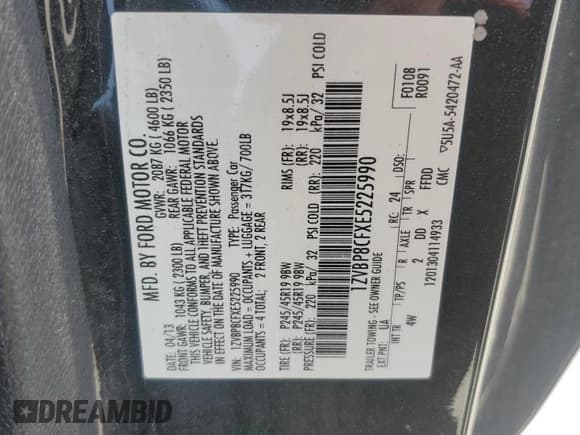 MFD. BY FORD MOTOR CO.
04/13
GVWR: 2087 KG ( 4600 LB)
FRONT GAWR: 1043 KG ( 2300 LB)
REAR GAWR: 1066 KG ( 2350 LB)
THIS VEHICLE CONFORMS TO ALL APPLICABLE FEDERAL MOTOR
VEHICLE SAFETY, BUMPER, AND THEFT PREVENTION STANDARDS
IN EFFECT ON THE DATE OF MANUFACTURE SHOWN ABOVE
VIN: 1ZVBP8CFXE5225990
TYPE: Passenger Car
MAXIMUM LOAD = OCCUPANTS + LUGGAGE = 317KG/ 700LB
OCCUPANTS = 4 TOTAL; 2 FRONT, 2 REAR
TIRE (FR): P245/45R19 98W RIMS (FR): 19x8.5J
TIRE (RR): P245/45R19 98W RIMS (RR): 19x8.5J
PRESSURE (FR): 220 kPa/ 32 PSI COLD (RR): 220 kPa/ 32 PSI COLD
1ZVBP8CFXE5225990
F0108
R0091
TRAILER TOWING - SEE OWNER GUIDE
EXT PNT: UA RC: 24 DSO:
INT TR TP/PS R AXLE TR SPR
4W 2 DD X FFDD
1201304114933 CMC
▽5U5A-5420472-AA
DREAMBID